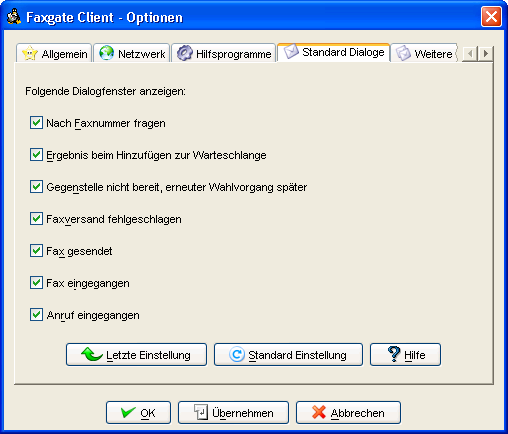 Faxgate Client - Optionen
Allgemein Netzwerk Hilfsprogramme Standard Dialoge Weitere
Folgende Dialogfenster anzeigen:
Nach Faxnummer fragen
Ergebnis beim Hinzufügen zur Warteschlange
Gegenstelle nicht bereit, erneuter Wahlvorgang später
Faxversand fehlgeschlagen
Fax gesendet
Fax eingegangen
Anruf eingegangen
Letzte Einstellung Standard Einstellung Hilfe
OK Übernehmen Abbrechen